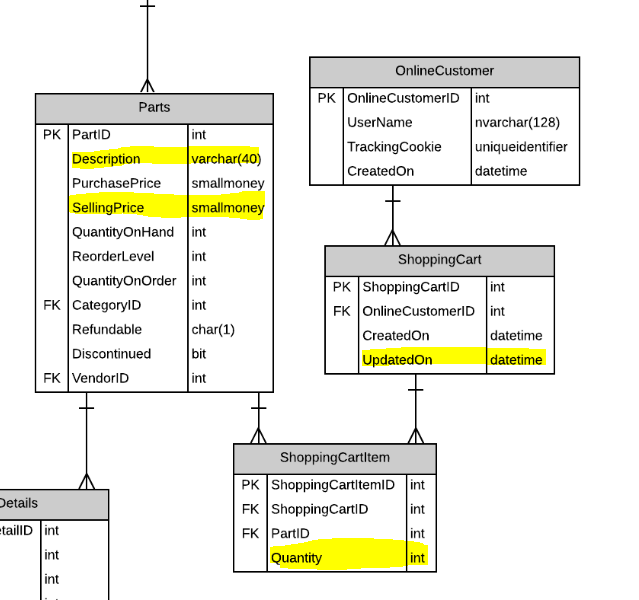 Parts
PK PartID int
Description varchar(40)
PurchasePrice smallmoney
SellingPrice smallmoney
QuantityOnHand int
ReorderLevel int
QuantityOnOrder int
FK CategoryID int
Refundable char(1)
Discontinued bit
FK VendorID int
OnlineCustomer
PK OnlineCustomerID int
UserName nvarchar(128)
TrackingCookie uniqueidentifier
CreatedOn datetime
ShoppingCart
PK ShoppingCartID int
FK OnlineCustomerID int
CreatedOn datetime
UpdatedOn datetime
ShoppingCartItem
PK ShoppingCartItemID int
FK ShoppingCartID int
FK PartID int
Quantity int
Details
etailID int
int
int